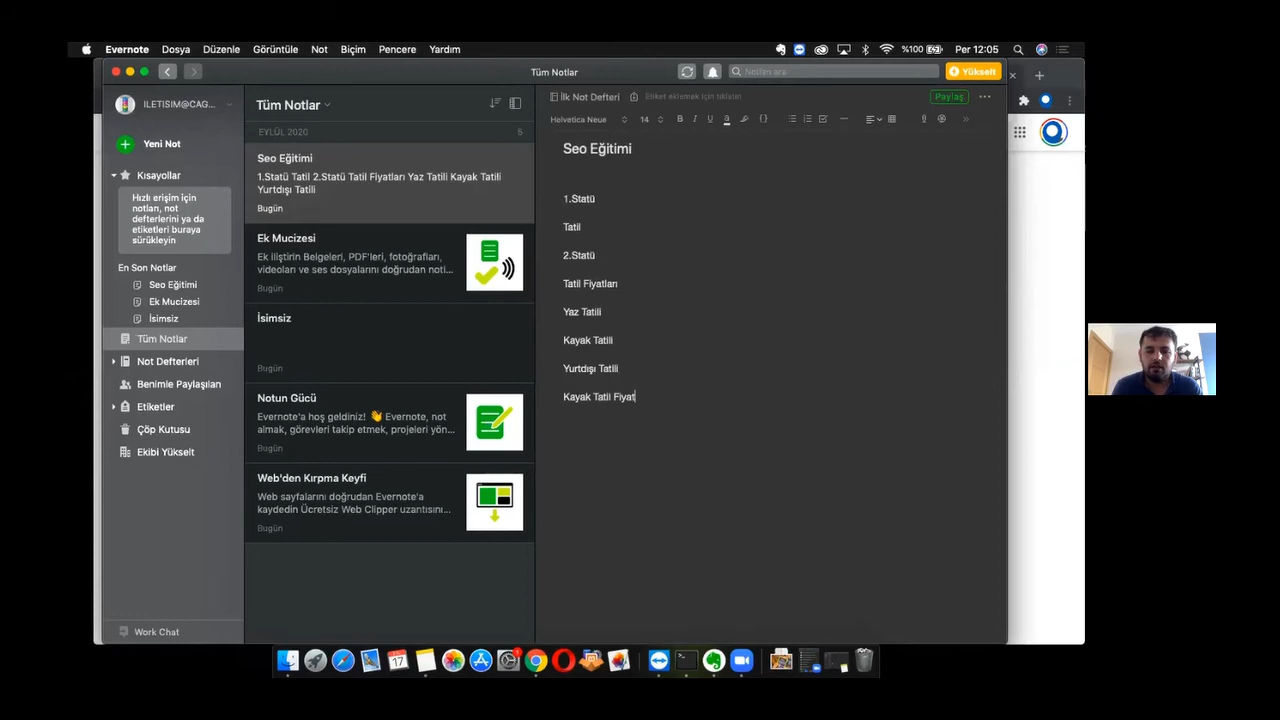 Evernote Dosya Düzenle Görüntüle Not Biçim Pencere Yardım
%100 Per 12:05
Tüm Notlar
Notları ara
Yükselt
ILETISIM@CAG...
Yeni Not
Kısayollar
Hızlı erişim için
notları, not
defterlerini ya da
etiketleri buraya
sürükleyin
En Son Notlar
Seo Eğitimi
Ek Mucizesi
İsimsiz
Tüm Notlar
Not Defterleri
Benimle Paylaşılan
Etiketler
Çöp Kutusu
Ekibi Yükselt
Work Chat
Tüm Notlar
EYLÜL 2020 5
Seo Eğitimi
1.Statü Tatil 2.Statü Tatil Fiyatları Yaz Tatili Kayak Tatili
Yurtdışı Tatili
Bugün
Ek Mucizesi
Ek iliştirin Belgeleri, PDF'leri, fotoğrafları,
videoları ve ses dosyalarını doğrudan noti...
Bugün
İsimsiz
Bugün
Notun Gücü
Evernote'a hoş geldiniz! 👋 Evernote, not
almak, görevleri takip etmek, projeleri yön...
Bugün
Web'den Kırpma Keyfi
Web sayfalarını doğrudan Evernote'a
kaydedin Ücretsiz Web Clipper uzantısını...
Bugün
İlk Not Defteri Etiket eklemek için tıklatın Paylaş
Helvetica Neue 14 B I U a
Seo Eğitimi
1.Statü
Tatil
2.Statü
Tatil Fiyatları
Yaz Tatili
Kayak Tatili
Yurtdışı Tatili
Kayak Tatil Fiyat
17